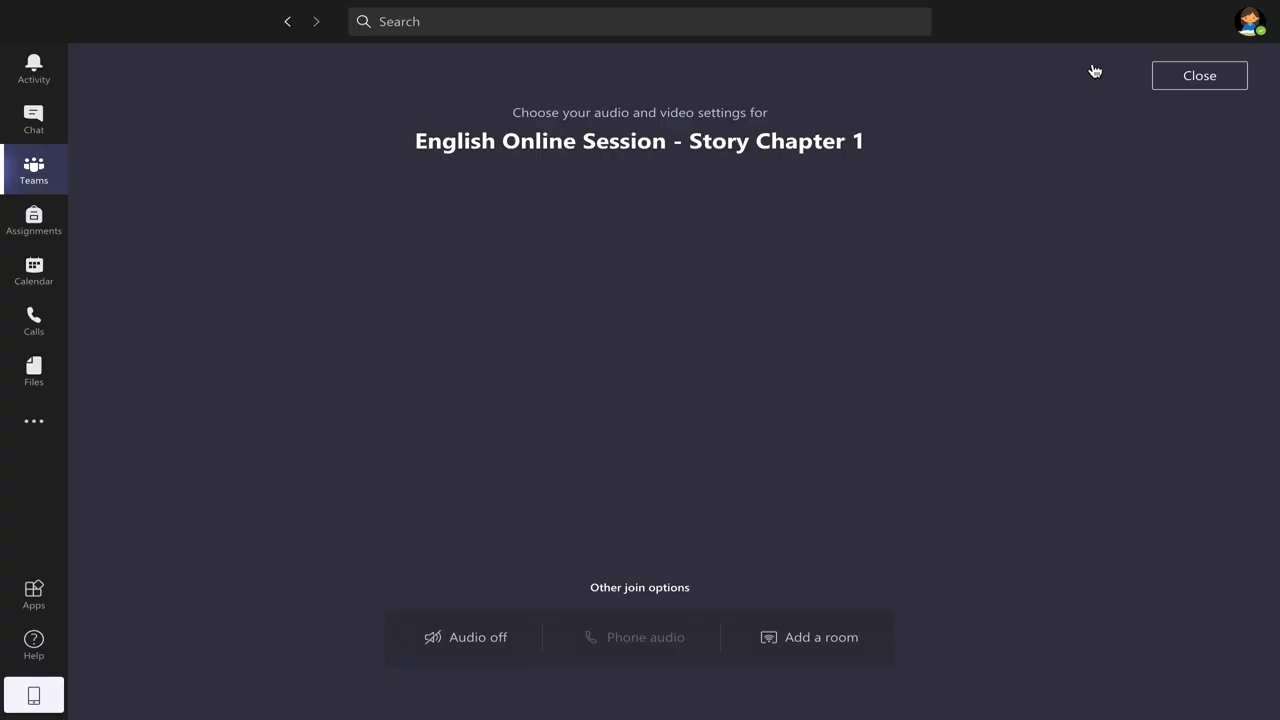 Search
Activity
Chat
Teams
Assignments
Calendar
Calls
Files
Apps
Help
Close
Choose your audio and video settings for
English Online Session - Story Chapter 1
Other join options
Audio off
Phone audio
Add a room